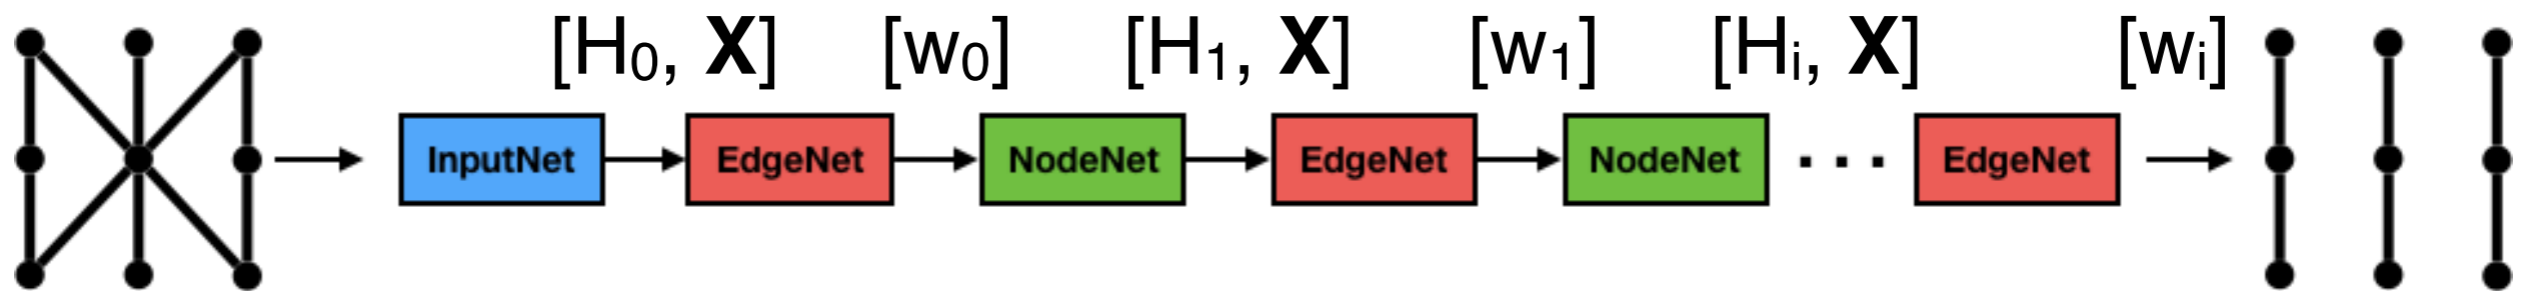 [H₀, X] [w₀] [H₁, X] [w₁] [Hᵢ, X] [wᵢ]
InputNet EdgeNet NodeNet EdgeNet NodeNet ... EdgeNet